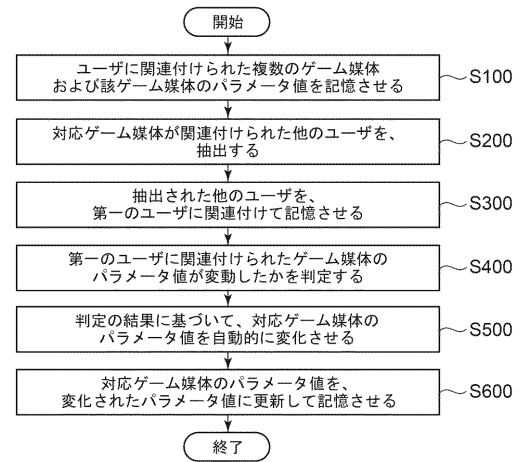 開始
ユーザに関連付けられた複数のゲーム媒体
および該ゲーム媒体のパラメータ値を記憶させる
S100
対応ゲーム媒体が関連付けられた他のユーザを、
抽出する
S200
抽出された他のユーザを、
第一のユーザに関連付けて記憶させる
S300
第一のユーザに関連付けられたゲーム媒体の
パラメータ値が変動したかを判定する
S400
判定の結果に基づいて、対応ゲーム媒体の
パラメータ値を自動的に変化させる
S500
対応ゲーム媒体のパラメータ値を、
変化されたパラメータ値に更新して記憶させる
S600
終了